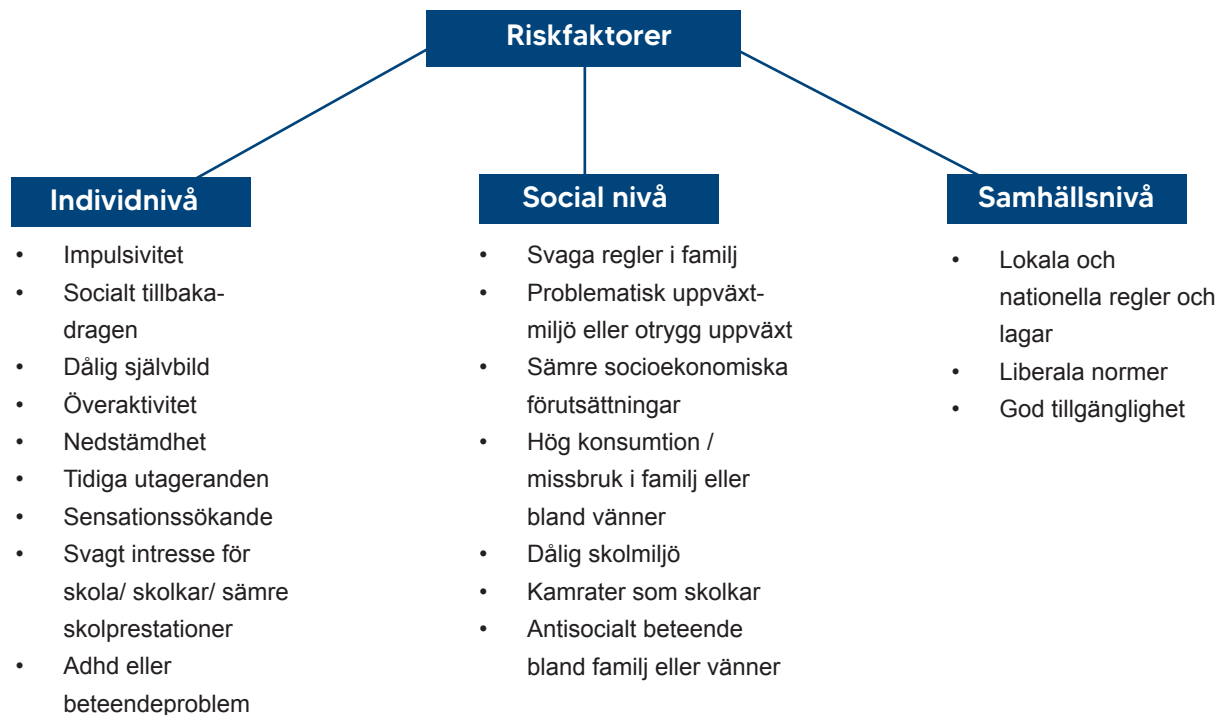 Riskfaktorer
Individnivå
• Impulsivitet
• Socialt tillbaka-
dragen
• Dålig självbild
• Överaktivitet
• Nedstämdhet
• Tidiga utageranden
• Sensationssökande
• Svagt intresse för
skola/ skolkar/ sämre
skolprestationer
• Adhd eller
beteendeproblem
Social nivå
• Svaga regler i familj
• Problematisk uppväxt-
miljö eller otrygg uppväxt
• Sämre socioekonomiska
förutsättningar
• Hög konsumtion /
missbruk i familj eller
bland vänner
• Dålig skolmiljö
• Kamrater som skolkar
• Antisocialt beteende
bland familj eller vänner
Samhällsnivå
• Lokala och
nationella regler och
lagar
• Liberala normer
• God tillgänglighet